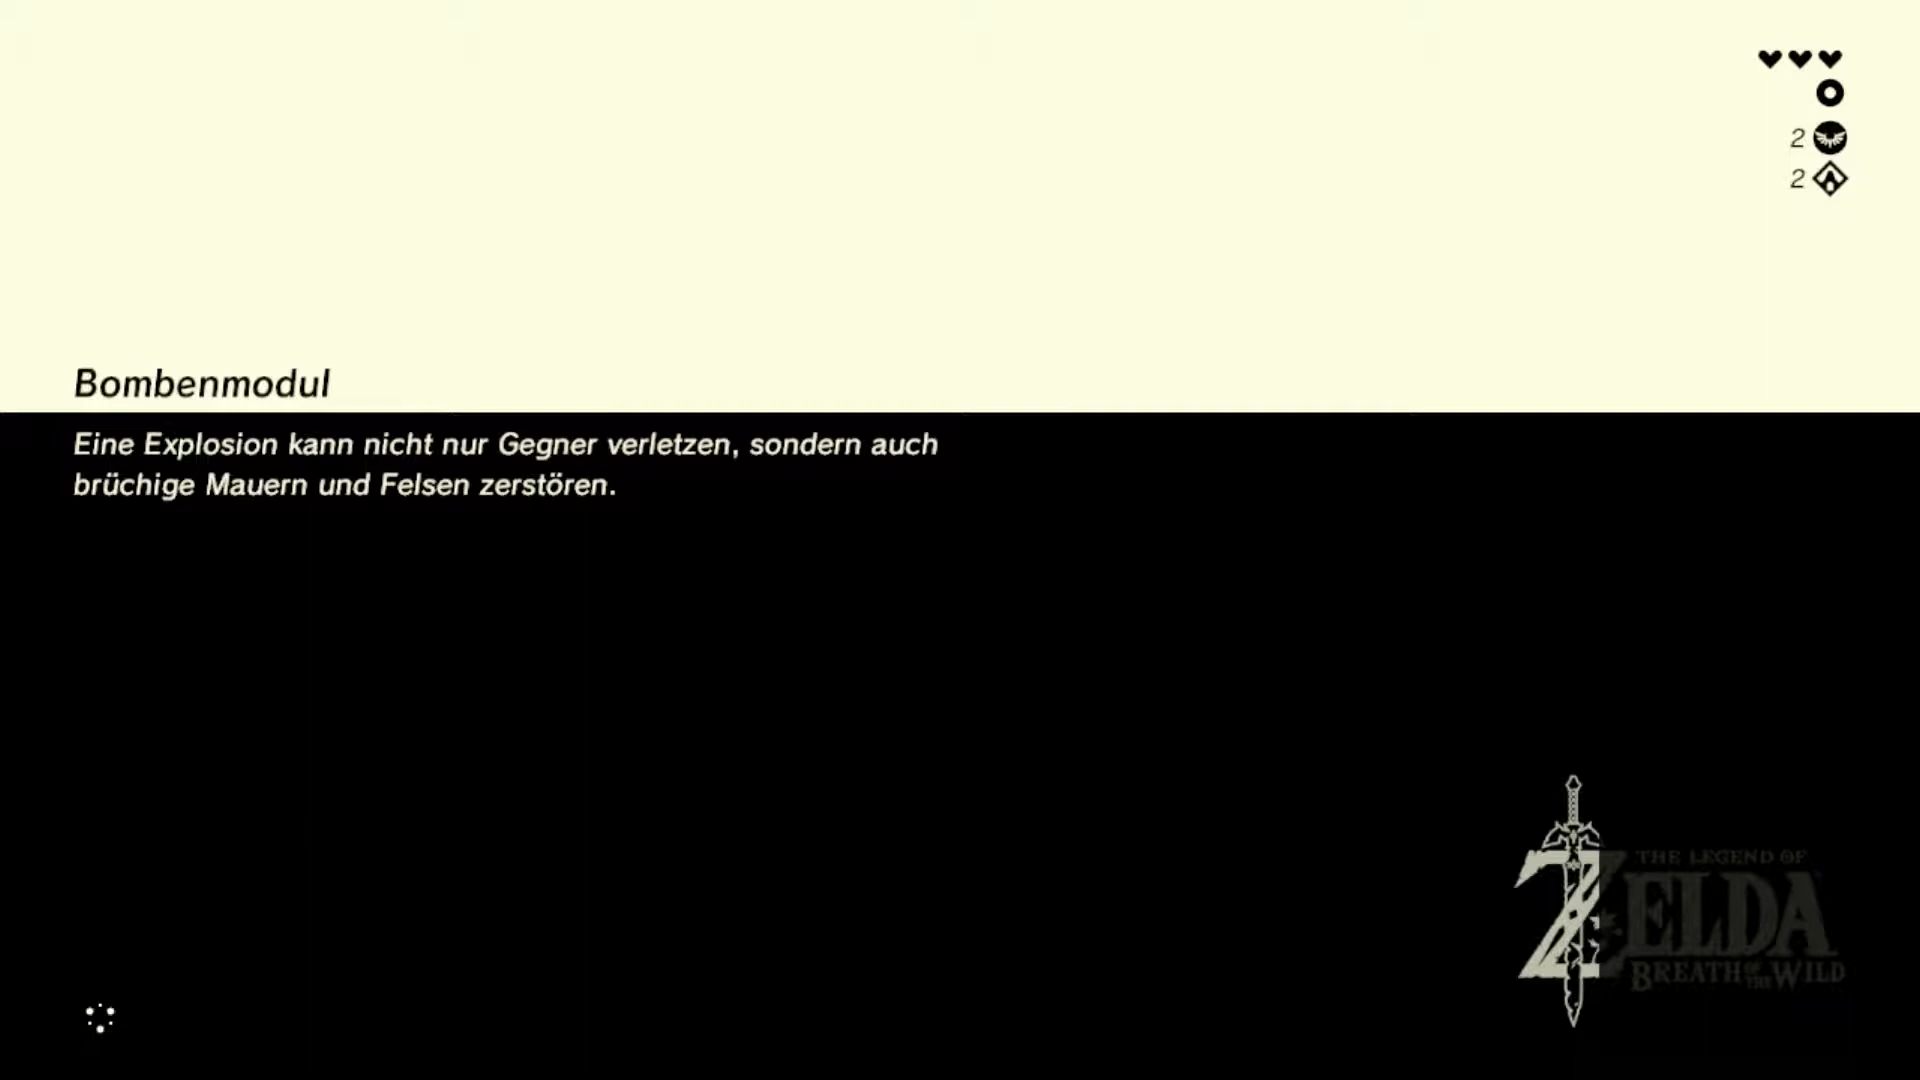 2
2
Bombenmodul
Eine Explosion kann nicht nur Gegner verletzen, sondern auch
brüchige Mauern und Felsen zerstören.
THE LEGEND OF
ZELDA
BREATH OF THE WILD